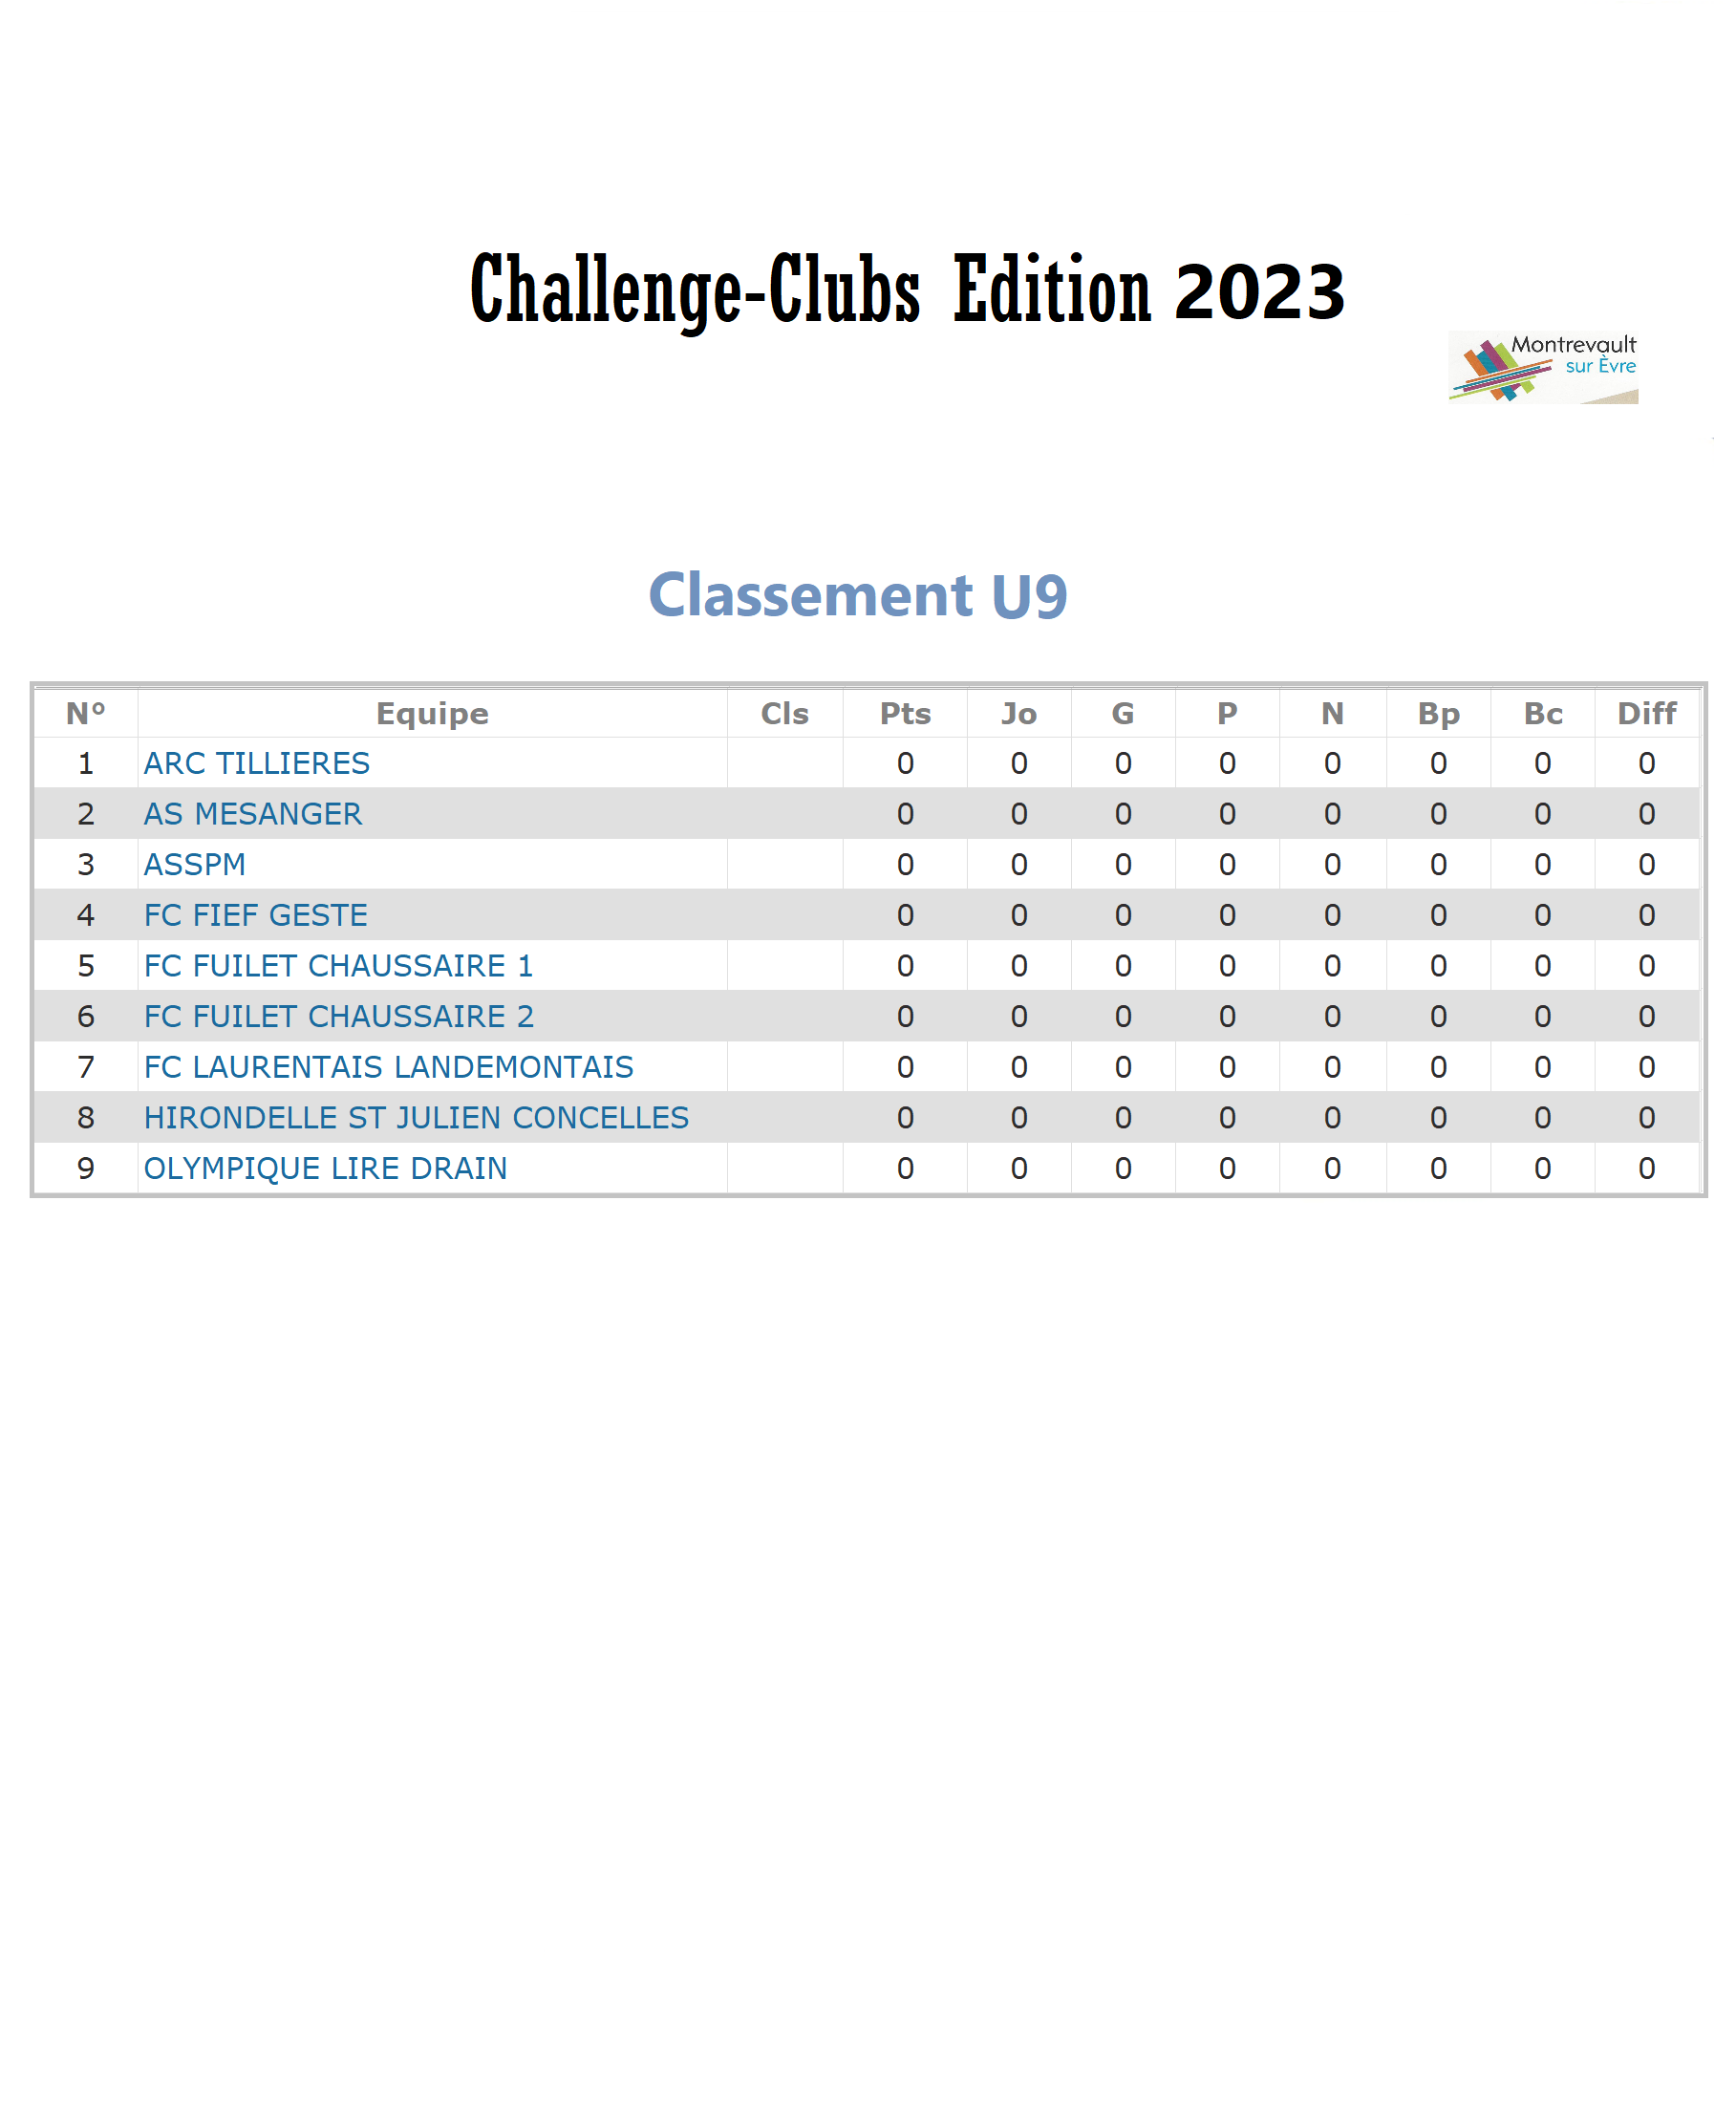 Challenge-Clubs Edition 2023
Montrevault
sur Èvre
Classement U9
N° Equipe Cls Pts Jo G P N Bp Bc Diff
1 ARC TILLIERES 0 0 0 0 0 0 0 0
2 AS MESANGER 0 0 0 0 0 0 0 0
3 ASSPM 0 0 0 0 0 0 0 0
4 FC FIEF GESTE 0 0 0 0 0 0 0 0
5 FC FUILET CHAUSSAIRE 1 0 0 0 0 0 0 0 0
6 FC FUILET CHAUSSAIRE 2 0 0 0 0 0 0 0 0
7 FC LAURENTAIS LANDEMONTAIS 0 0 0 0 0 0 0 0
8 HIRONDELLE ST JULIEN CONCELLES 0 0 0 0 0 0 0 0
9 OLYMPIQUE LIRE DRAIN 0 0 0 0 0 0 0 0